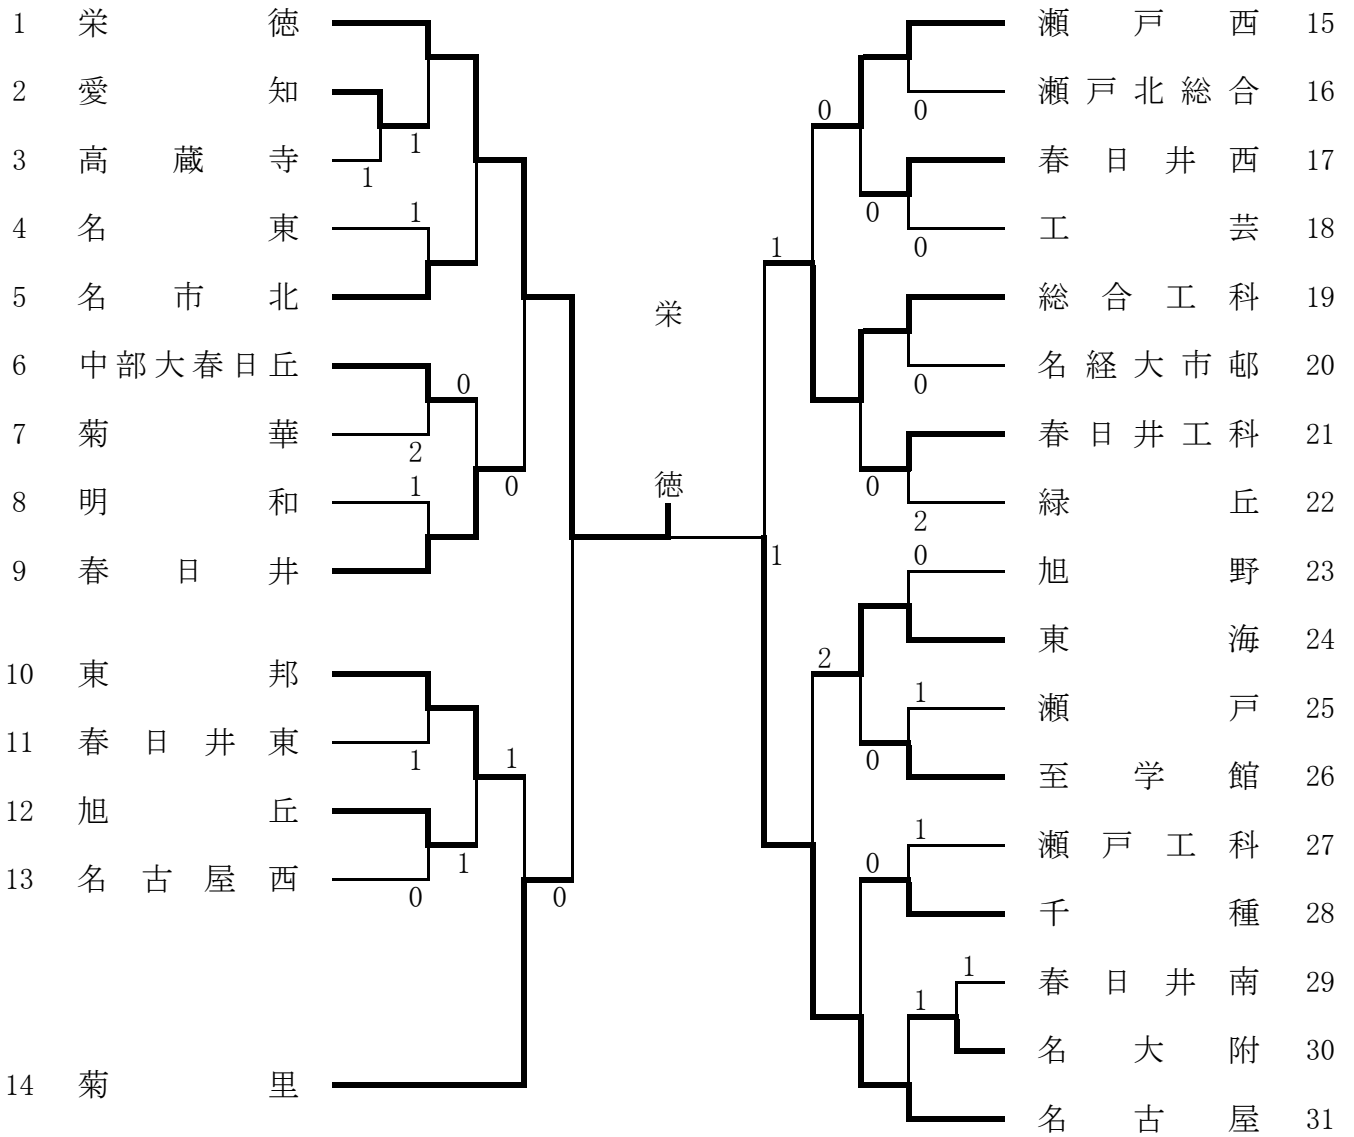 1 栄徳
2 愛知
1
3 高蔵寺
1
1
4 名東
5 名市北
6 中部大春日丘
0
7 菊華
2
1
8 明和
0
9 春日井
10 東邦
11 春日井東
1
1
12 旭丘
1
13 名古屋西
0
0
14 菊里
栄
徳
瀬戸西 15
瀬戸北総合 16
0
0
春日井西 17
0
工芸 18
0
1
総合工科 19
名経大市邨 20
0
春日井工科 21
0
緑丘 22
2
0
1
旭野 23
東海 24
2
1
瀬戸 25
0
至学館 26
1
瀬戸工科 27
0
千種 28
1
春日井南 29
1
名大附 30
名古屋 31